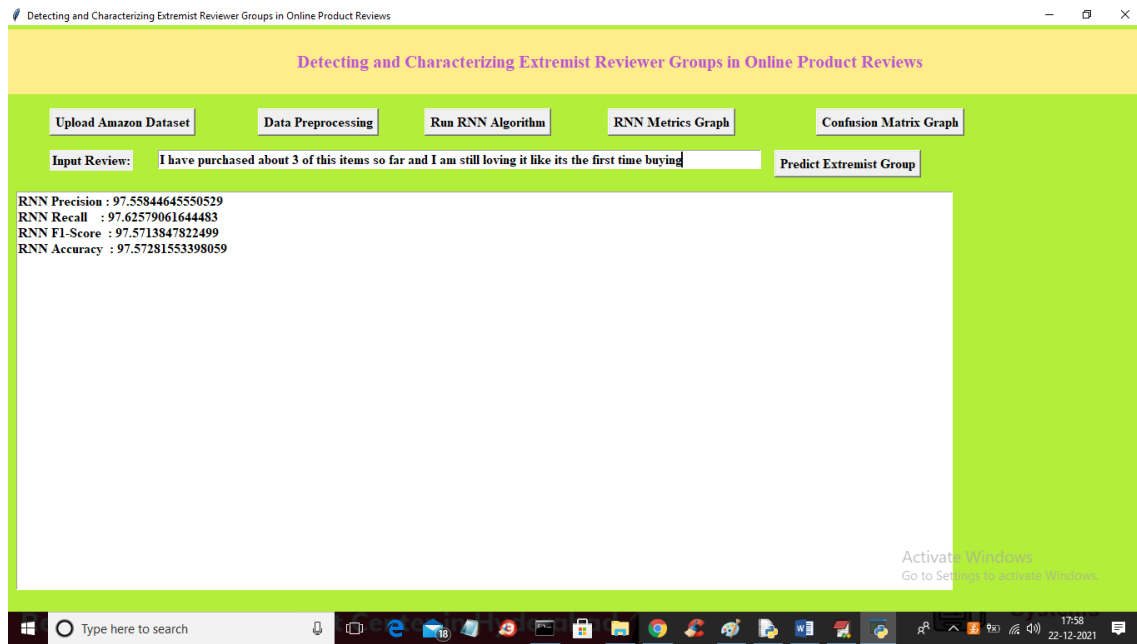 Detecting and Characterizing Extremist Reviewer Groups in Online Product Reviews
Detecting and Characterizing Extremist Reviewer Groups in Online Product Reviews
Upload Amazon Dataset
Data Preprocessing
Run RNN Algorithm
RNN Metrics Graph
Confusion Matrix Graph
Input Review:
I have purchased about 3 of this items so far and I am still loving it like its the first time buying
Predict Extremist Group
RNN Precision : 97.55844645550529
RNN Recall : 97.62579061644483
RNN F1-Score : 97.5713847822499
RNN Accuracy : 97.57281553398059
Activate Windows
Go to Settings to activate Windows.
Type here to search
18
17:58
22-12-2021